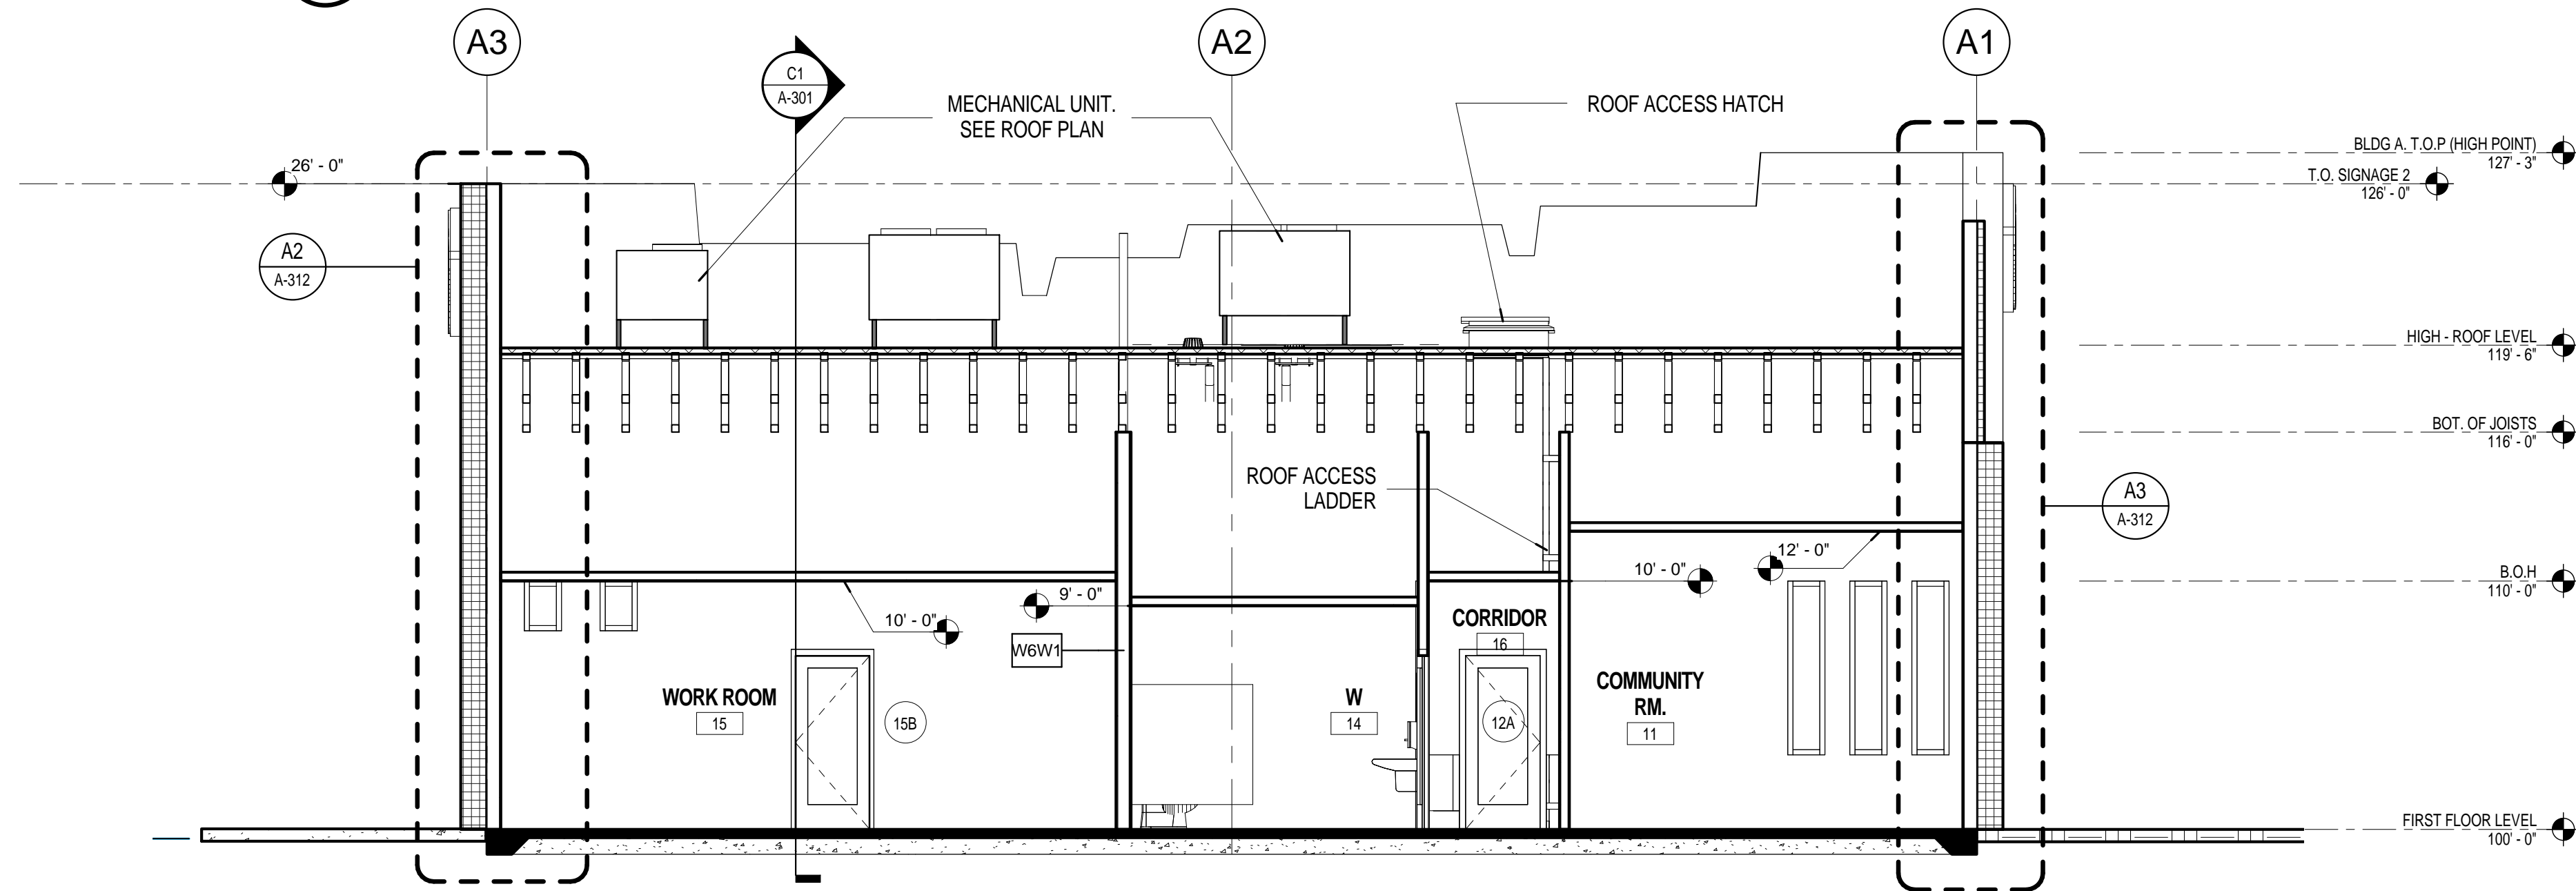 A3
A2
A1
C1
A-301
MECHANICAL UNIT.
SEE ROOF PLAN
ROOF ACCESS HATCH
BLDG A. T.O.P (HIGH POINT)
127' - 3"
26' - 0"
T.O. SIGNAGE 2
126' - 0"
A2
A-312
HIGH - ROOF LEVEL
119' - 6"
BOT. OF JOISTS
116' - 0"
ROOF ACCESS
LADDER
A3
A-312
12' - 0"
10' - 0"
B.O.H
110' - 0"
9' - 0"
10' - 0"
CORRIDOR
16
W6W1
WORK ROOM
15
15B
W
14
12A
COMMUNITY
RM.
11
FIRST FLOOR LEVEL
100' - 0"